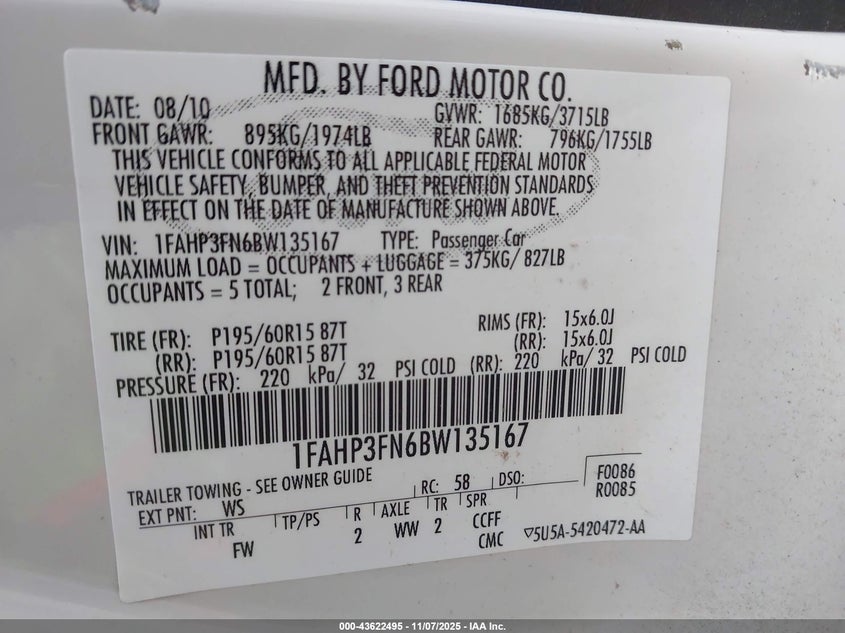 MFD. BY FORD MOTOR CO.
DATE: 08/10 GVWR: 1685KG/3715LB
FRONT GAWR: 895KG/1974LB REAR GAWR: 796KG/1755LB
THIS VEHICLE CONFORMS TO ALL APPLICABLE FEDERAL MOTOR
VEHICLE SAFETY, BUMPER, AND THEFT PREVENTION STANDARDS
IN EFFECT ON THE DATE OF MANUFACTURE SHOWN ABOVE.
VIN: 1FAHP3FN6BW135167 TYPE: Passenger Car
MAXIMUM LOAD = OCCUPANTS + LUGGAGE = 375KG/ 827LB
OCCUPANTS = 5 TOTAL; 2 FRONT, 3 REAR
TIRE (FR): P195/60R15 87T RIMS (FR): 15x6.0J
(RR): P195/60R15 87T (RR): 15x6.0J
PRESSURE (FR): 220 kPa/ 32 PSI COLD (RR): 220 kPa/ 32 PSI COLD
1FAHP3FN6BW135167
TRAILER TOWING - SEE OWNER GUIDE
EXT PNT: WS RC: 58 DSO: F0086
R0085
INT TR TP/PS R AXLE TR SPR
FW 2 WW 2 CCFF
CMC ▽5U5A-5420472-AA
000-43622495 - 11/07/2025 - IAA Inc.